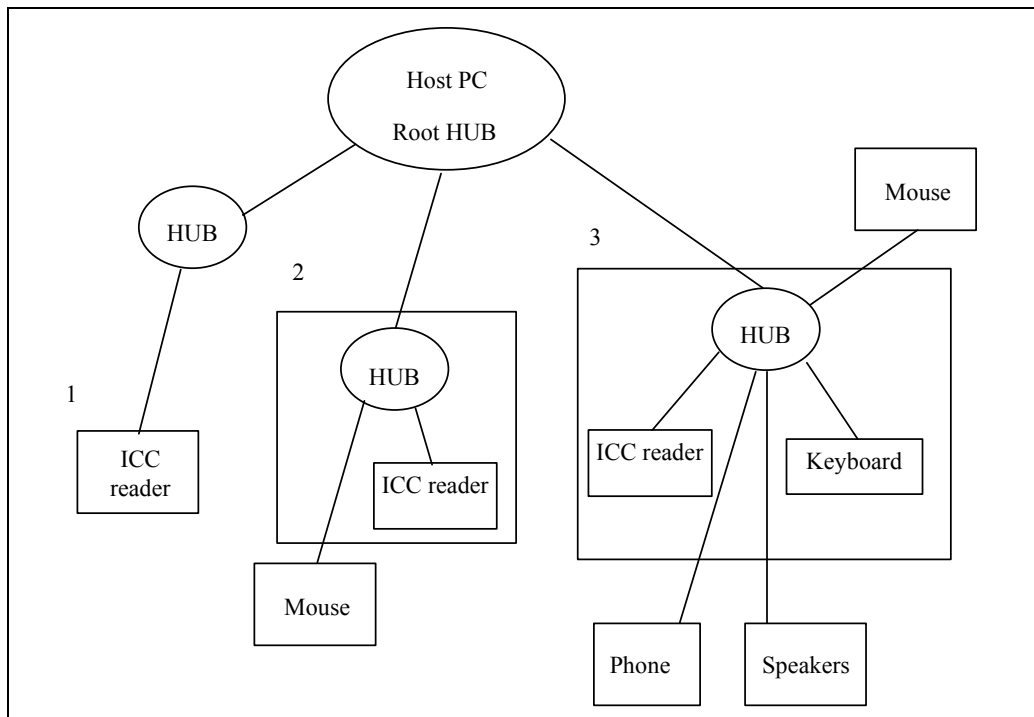 Host PC
Root HUB
Mouse
HUB
3
2
HUB
HUB
1
ICC
reader
ICC reader
Keyboard
ICC reader
Mouse
Phone
Speakers